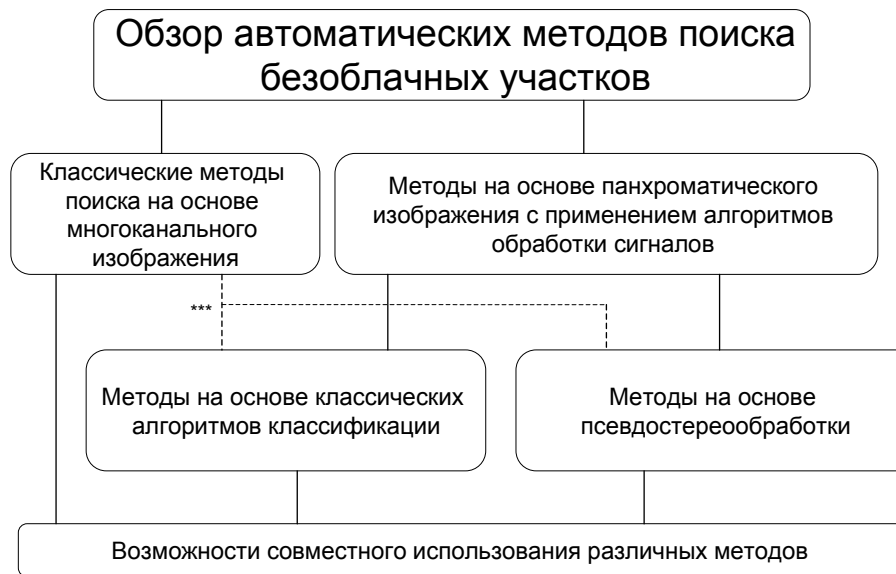 Обзор автоматических методов поиска
безоблачных участков
Классические методы
поиска на основе
многоканального
изображения
Методы на основе панхроматического
изображения с применением алгоритмов
обработки сигналов
***
Методы на основе классических
алгоритмов классификации
Методы на основе
псевдостереообработки
Возможности совместного использования различных методов